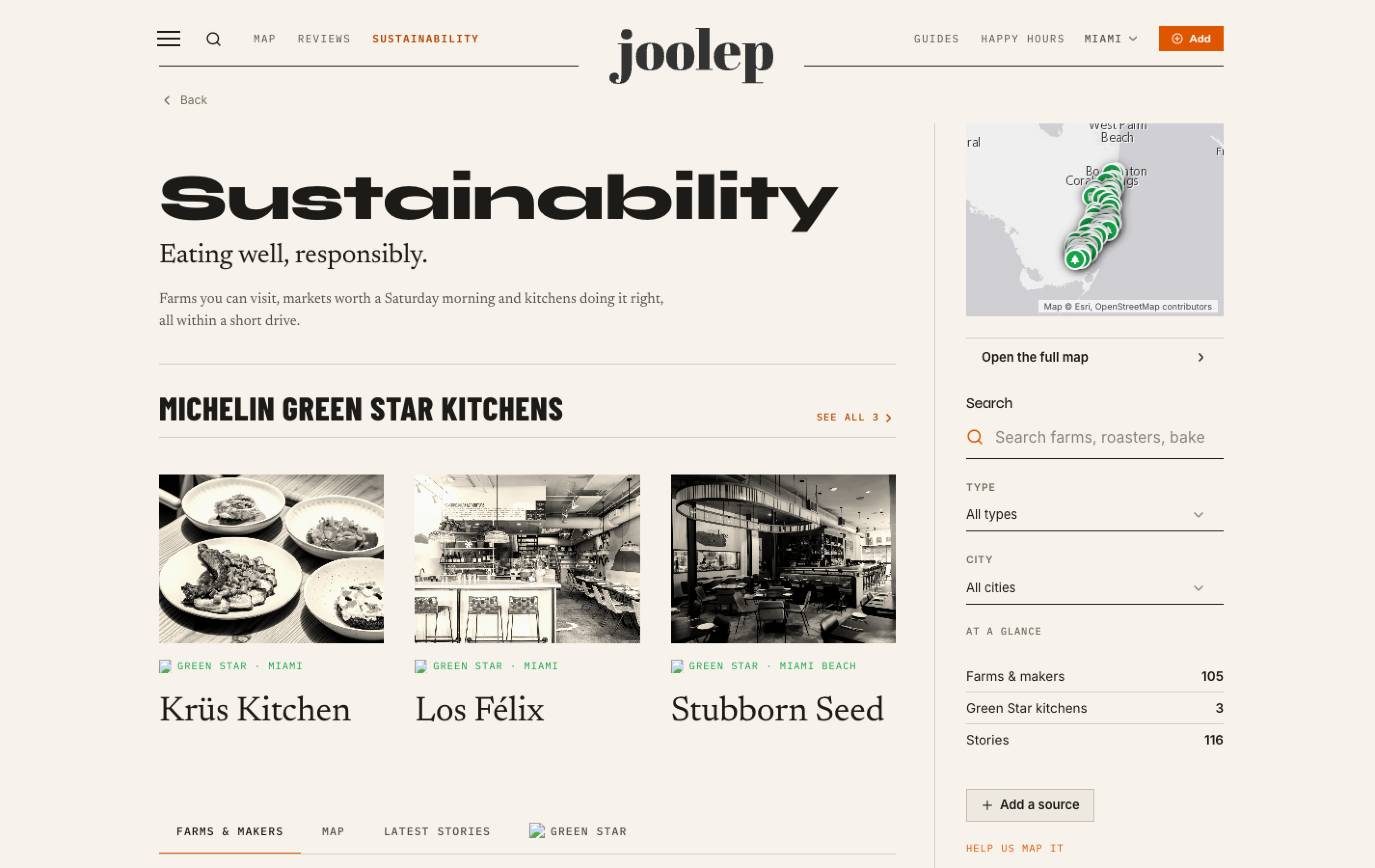 MAP REVIEWS SUSTAINABILITY
joolep
GUIDES HAPPY HOURS MIAMI
Add
Back
Sustainability
Eating well, responsibly.
Farms you can visit, markets worth a Saturday morning and kitchens doing it right,
all within a short drive.
MICHELIN GREEN STAR KITCHENS
SEE ALL 3
GREEN STAR · MIAMI
Krüs Kitchen
GREEN STAR · MIAMI
Los Félix
GREEN STAR · MIAMI BEACH
Stubborn Seed
FARMS & MAKERS MAP LATEST STORIES GREEN STAR
West Palm
Beach
ral
Map © Esri, OpenStreetMap contributors
Open the full map
Search
Search farms, roasters, bake
TYPE
All types
CITY
All cities
AT A GLANCE
Farms & makers 105
Green Star kitchens 3
Stories 116
Add a source
HELP US MAP IT